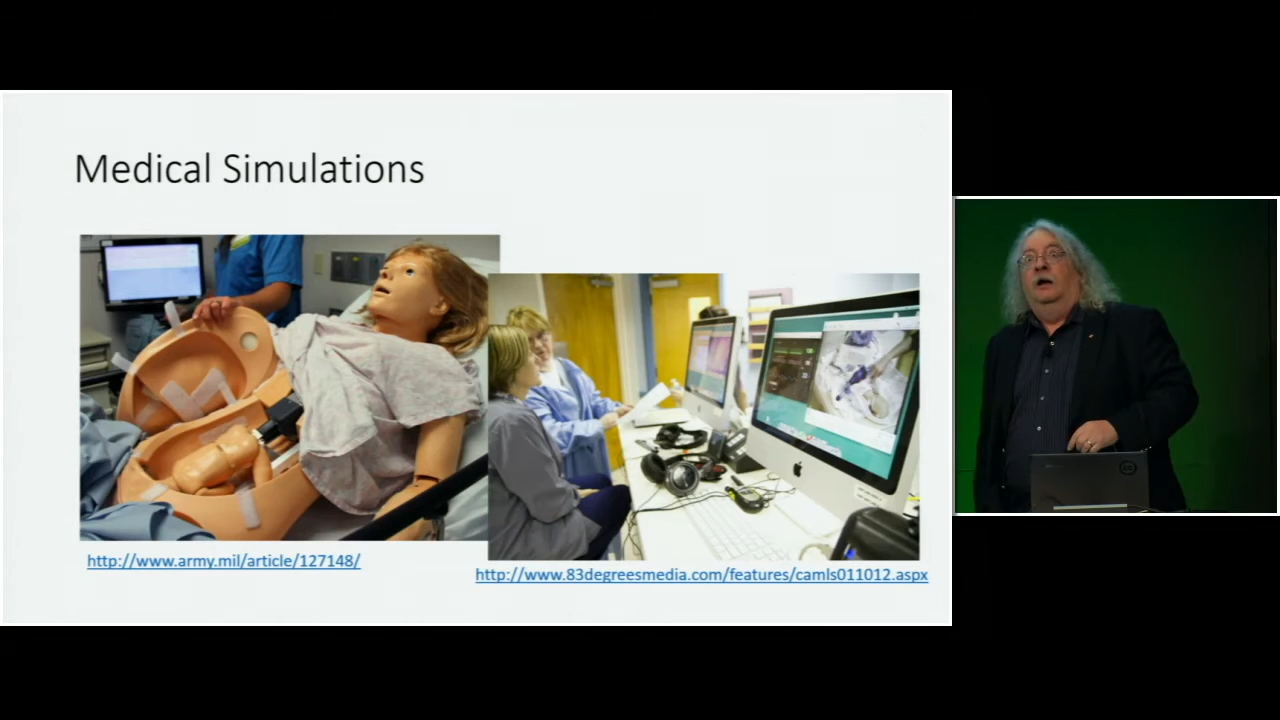 Medical Simulations
http://www.army.mil/article/127148/
http://www.83degreesmedia.com/features/camls011012.aspx